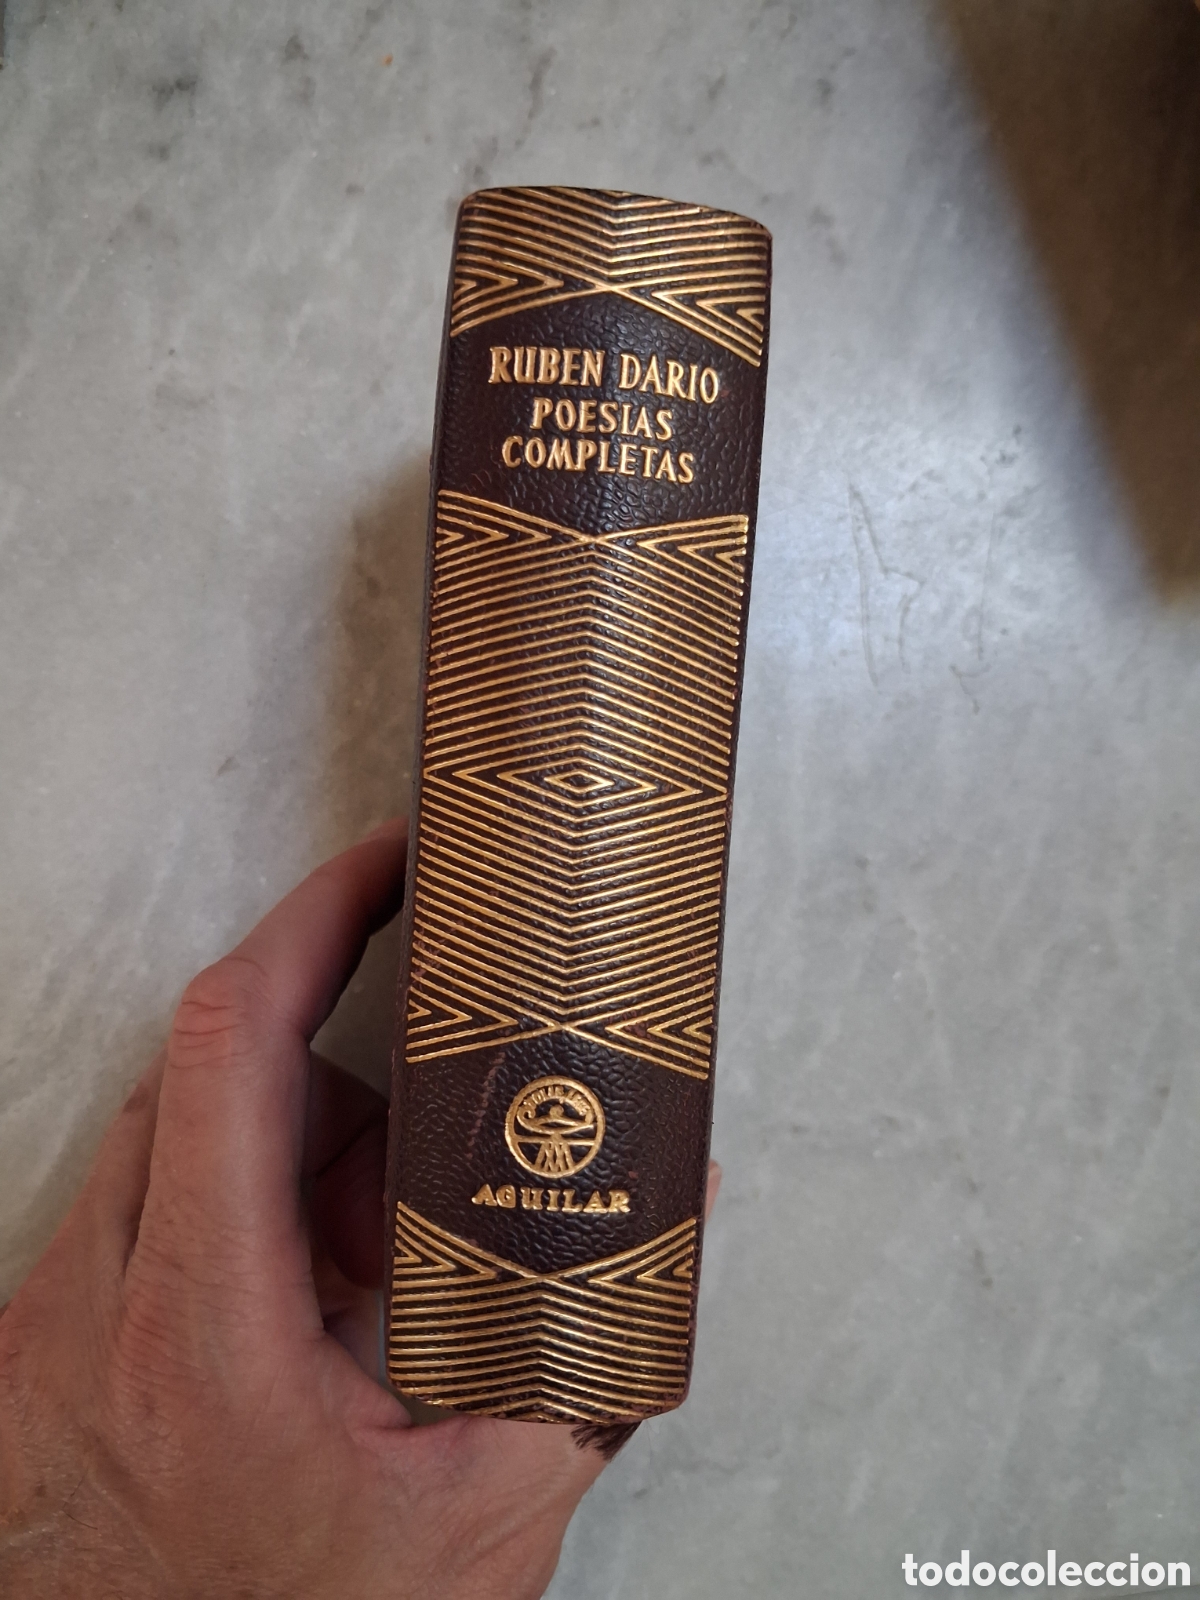 RUBEN DARIO
POESIAS
COMPLETAS
AGUILAR
todocoleccion